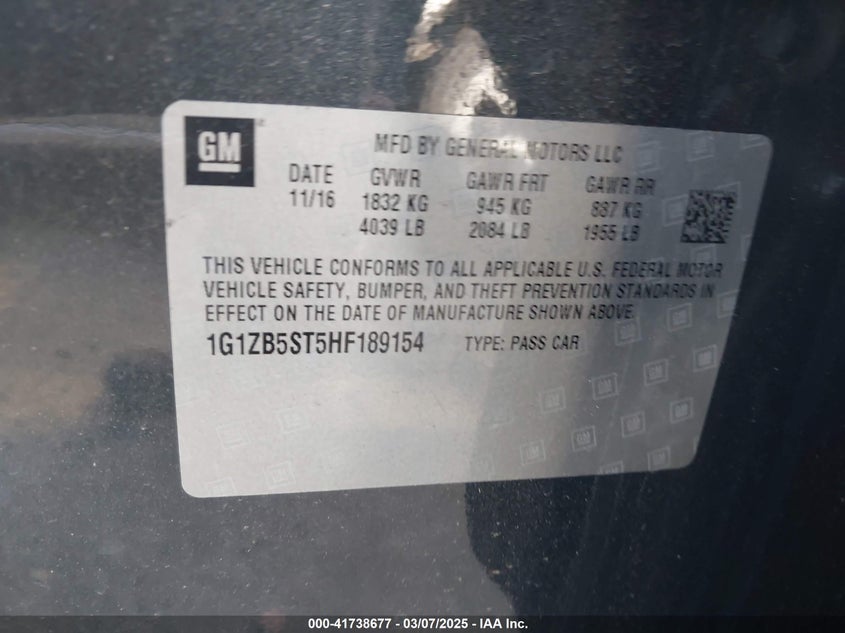 GM
MFD BY GENERAL MOTORS LLC
DATE GVWR GAWR FRT GAWR RR
11/16 1832 KG 945 KG 887 KG
4039 LB 2084 LB 1955 LB
THIS VEHICLE CONFORMS TO ALL APPLICABLE U.S. FEDERAL MOTOR
VEHICLE SAFETY, BUMPER, AND THEFT PREVENTION STANDARDS IN
EFFECT ON THE DATE OF MANUFACTURE SHOWN ABOVE.
1G1ZB5ST5HF189154 TYPE: PASS CAR
000-41738677 - 03/07/2025 - IAA Inc.